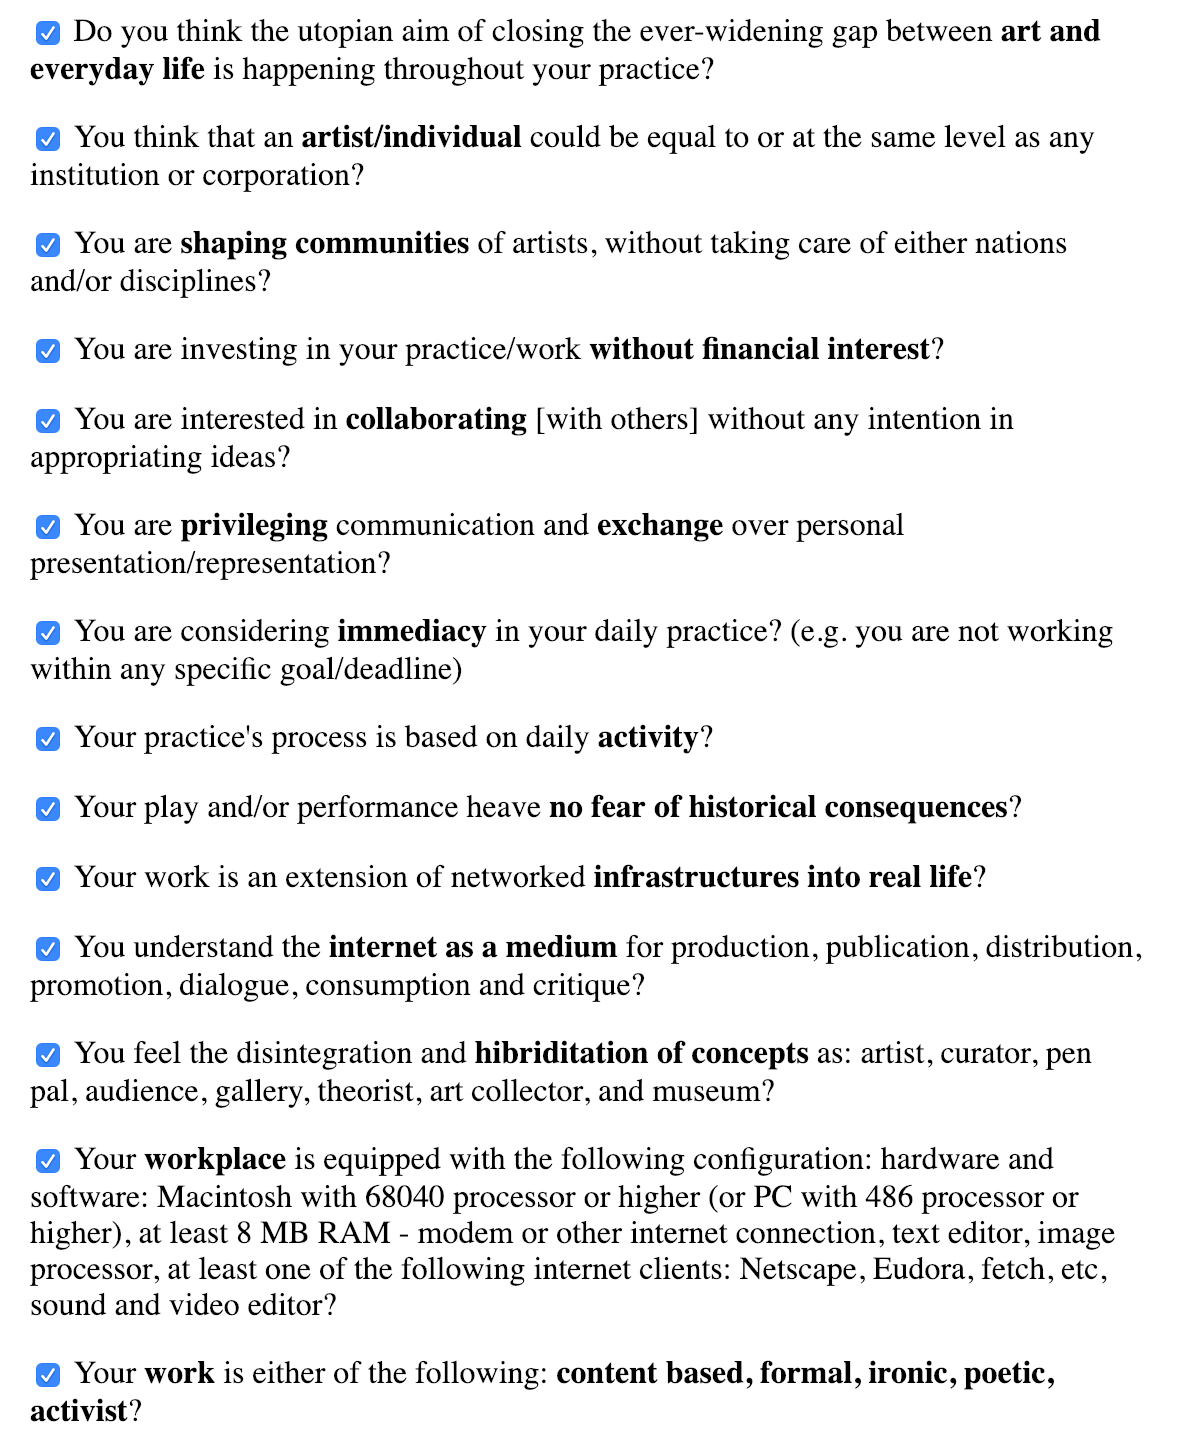 Do you think the utopian aim of closing the ever-widening gap between art and
everyday life is happening throughout your practice?
You think that an artist/individual could be equal to or at the same level as any
institution or corporation?
You are shaping communities of artists, without taking care of either nations
and/or disciplines?
You are investing in your practice/work without financial interest?
You are interested in collaborating [with others] without any intention in
appropriating ideas?
You are privileging communication and exchange over personal
presentation/representation?
You are considering immediacy in your daily practice? (e.g. you are not working
within any specific goal/deadline)
Your practice's process is based on daily activity?
Your play and/or performance heave no fear of historical consequences?
Your work is an extension of networked infrastructures into real life?
You understand the internet as a medium for production, publication, distribution,
promotion, dialogue, consumption and critique?
You feel the disintegration and hibriditation of concepts as: artist, curator, pen
pal, audience, gallery, theorist, art collector, and museum?
Your workplace is equipped with the following configuration: hardware and
software: Macintosh with 68040 processor or higher (or PC with 486 processor or
higher), at least 8 MB RAM - modem or other internet connection, text editor, image
processor, at least one of the following internet clients: Netscape, Eudora, fetch, etc,
sound and video editor?
Your work is either of the following: content based, formal, ironic, poetic,
activist?